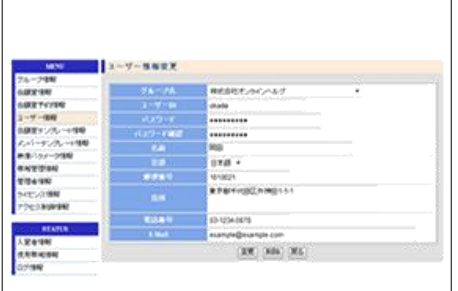 MENU
グループ情報
会議室情報
会議室予約情報
ユーザー情報
会議室テンプレート情報
メンバーテンプレート情報
映像パラメータ情報
帯域管理情報
管理者情報
ライセンス情報
アクセス制御情報
STATUS
入室者情報
使用帯域情報
ログ情報
ユーザー情報変更
グループ名 株式会社オンラインヘルプ
ユーザーID okada
パスワード *********
パスワード確認 *********
名前 岡田
言語 日本語
郵便番号 1010021
住所 東京都千代田区外神田1-1-1
電話番号 03-1234-5678
E-Mail example@example.com
変更 削除 戻る